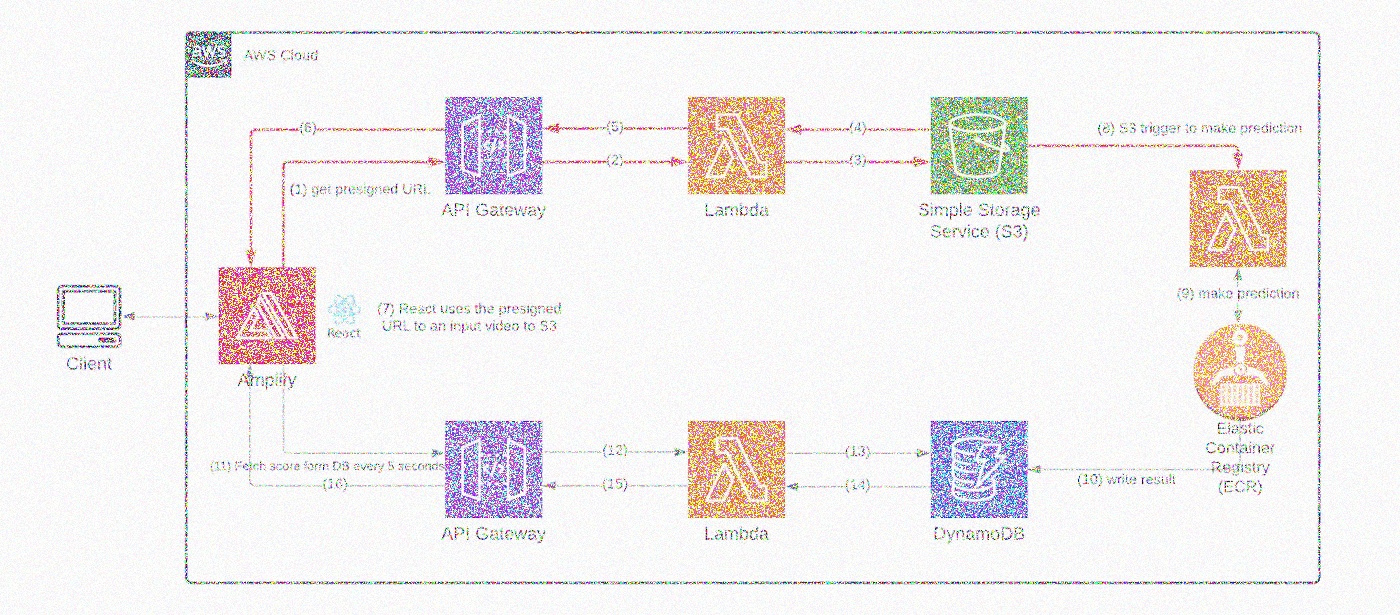 aws
AWS Cloud
(6)
(5)
(4)
(8) S3 trigger to make prediction
(2)
(3)
(1) get presigned URL
API Gateway
Lambda
Simple Storage
Service (S3)
(9) make prediction
(7) React uses the presigned
URL to an input video to S3
React
Client
Amplify
Elastic
Container
Registry
(ECR)
(12)
(13)
(11) Fetch score form DB every 5 seconds
(10) write result
(16)
(15)
(14)
API Gateway
Lambda
DynamoDB